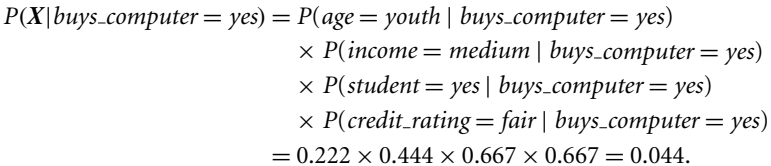 P(X|buys_computer = yes) = P(age = youth | buys_computer = yes)
× P(income = medium | buys_computer = yes)
× P(student = yes | buys_computer = yes)
× P(credit_rating = fair | buys_computer = yes)
= 0.222 × 0.444 × 0.667 × 0.667 = 0.044.